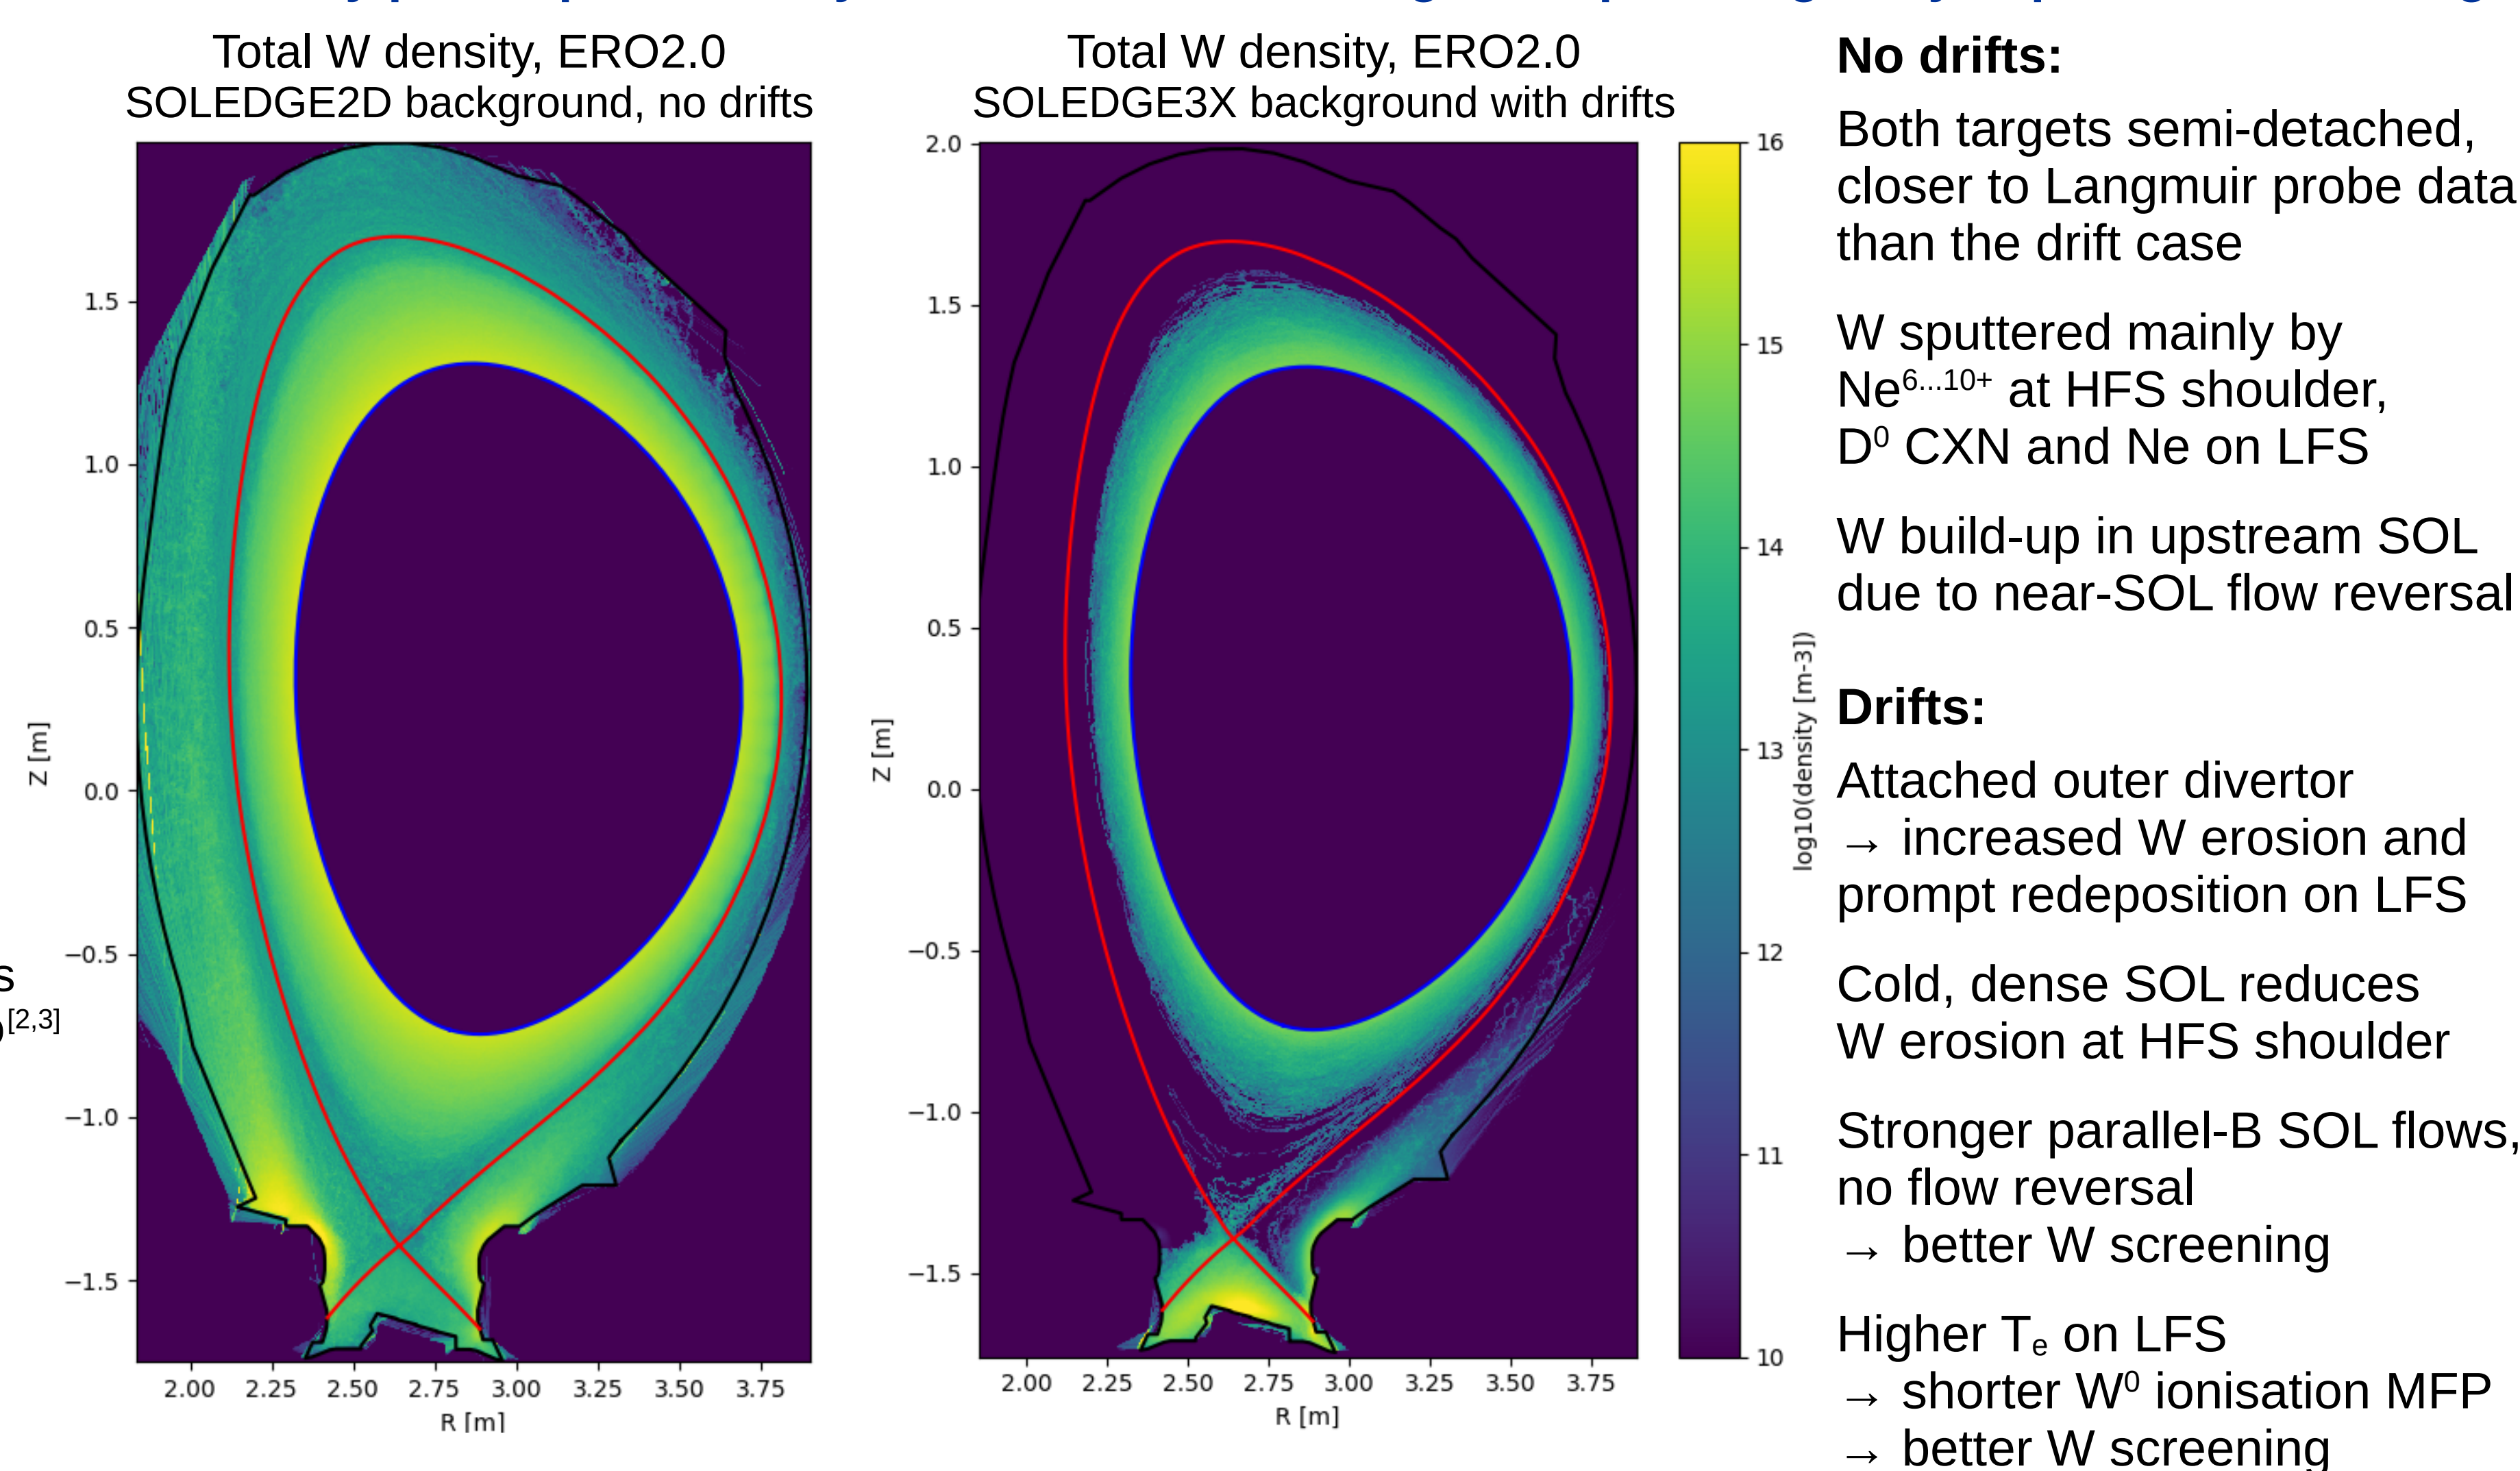 Total W density, ERO2.0
SOLEDGE2D background, no drifts
1.5
1.0
0.5
0.0
−0.5
−1.0
−1.5
Z [m]
2.00 2.25 2.50 2.75 3.00 3.25 3.50 3.75
R [m]
s
[2,3]
Total W density, ERO2.0
SOLEDGE3X background with drifts
2.0
1.5
1.0
0.5
0.0
−0.5
−1.0
−1.5
Z [m]
2.00 2.25 2.50 2.75 3.00 3.25 3.50 3.75
R [m]
16
15
14
13
12
11
10
log10(density [m-3])
No drifts:
Both targets semi-detached,
closer to Langmuir probe data
than the drift case
W sputtered mainly by
Ne⁶···¹⁰⁺ at HFS shoulder,
D⁰ CXN and Ne on LFS
W build-up in upstream SOL
due to near-SOL flow reversal
Drifts:
Attached outer divertor
→ increased W erosion and
prompt redeposition on LFS
Cold, dense SOL reduces
W erosion at HFS shoulder
Stronger parallel-B SOL flows,
no flow reversal
→ better W screening
Higher Tₑ on LFS
→ shorter W⁰ ionisation MFP
→ better W screening